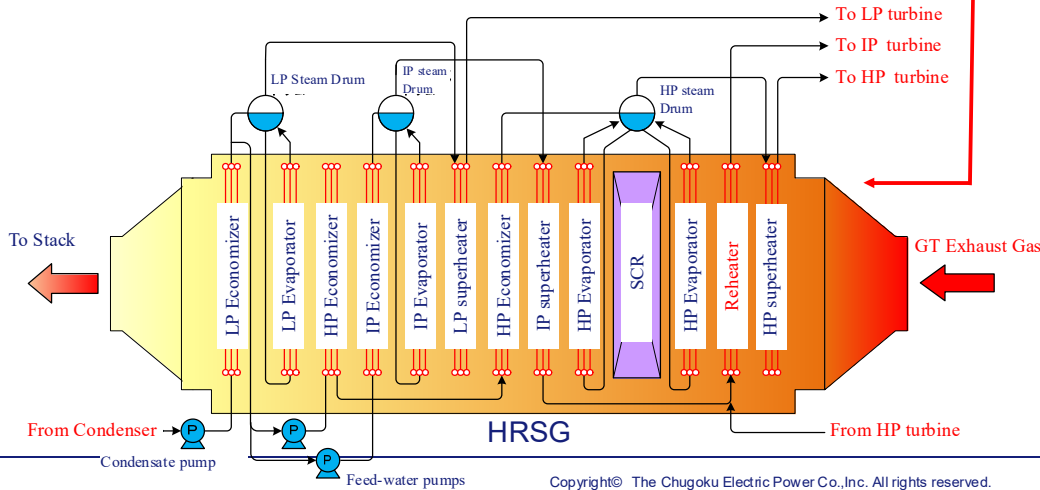 To LP turbine
To IP turbine
To HP turbine
LP Steam Drum
IP steam
Drum
HP steam
Drum
To Stack
GT Exhaust Gas
LP Economizer
LP Evaporator
HP Economizer
IP Economizer
IP Evaporator
LP superheater
HP Economizer
IP superheater
HP Evaporator
SCR
HP Evaporator
Reheater
HP superheater
From Condenser
P
P
P
Condensate pump
Feed-water pumps
HRSG
From HP turbine
Copyright© The Chugoku Electric Power Co.,Inc. All rights reserved.